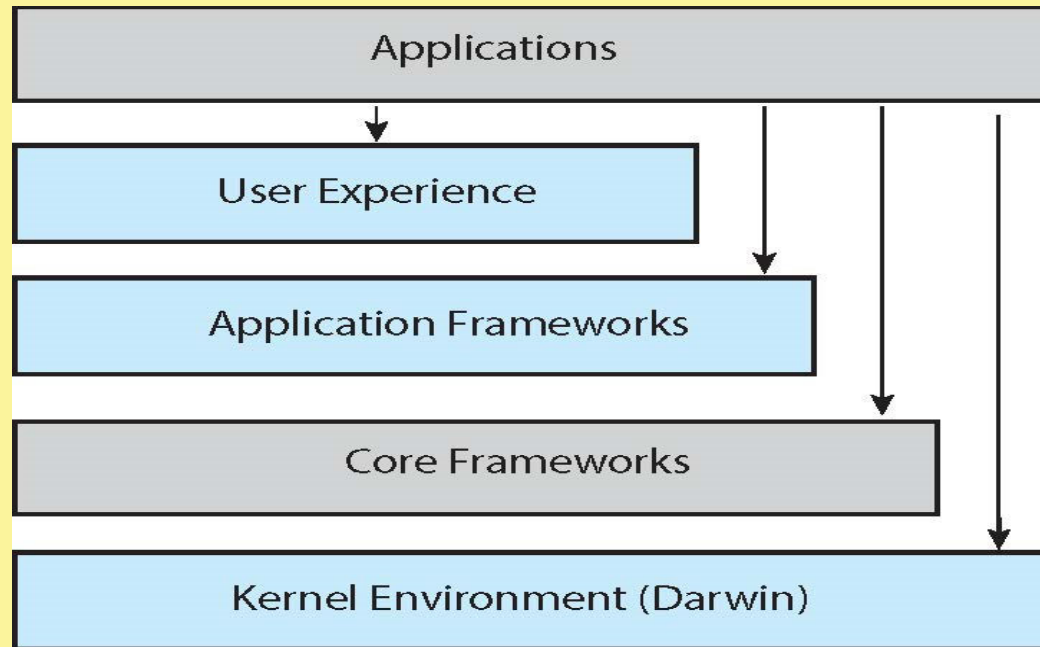 Applications
User Experience
Application Frameworks
Core Frameworks
Kernel Environment (Darwin)